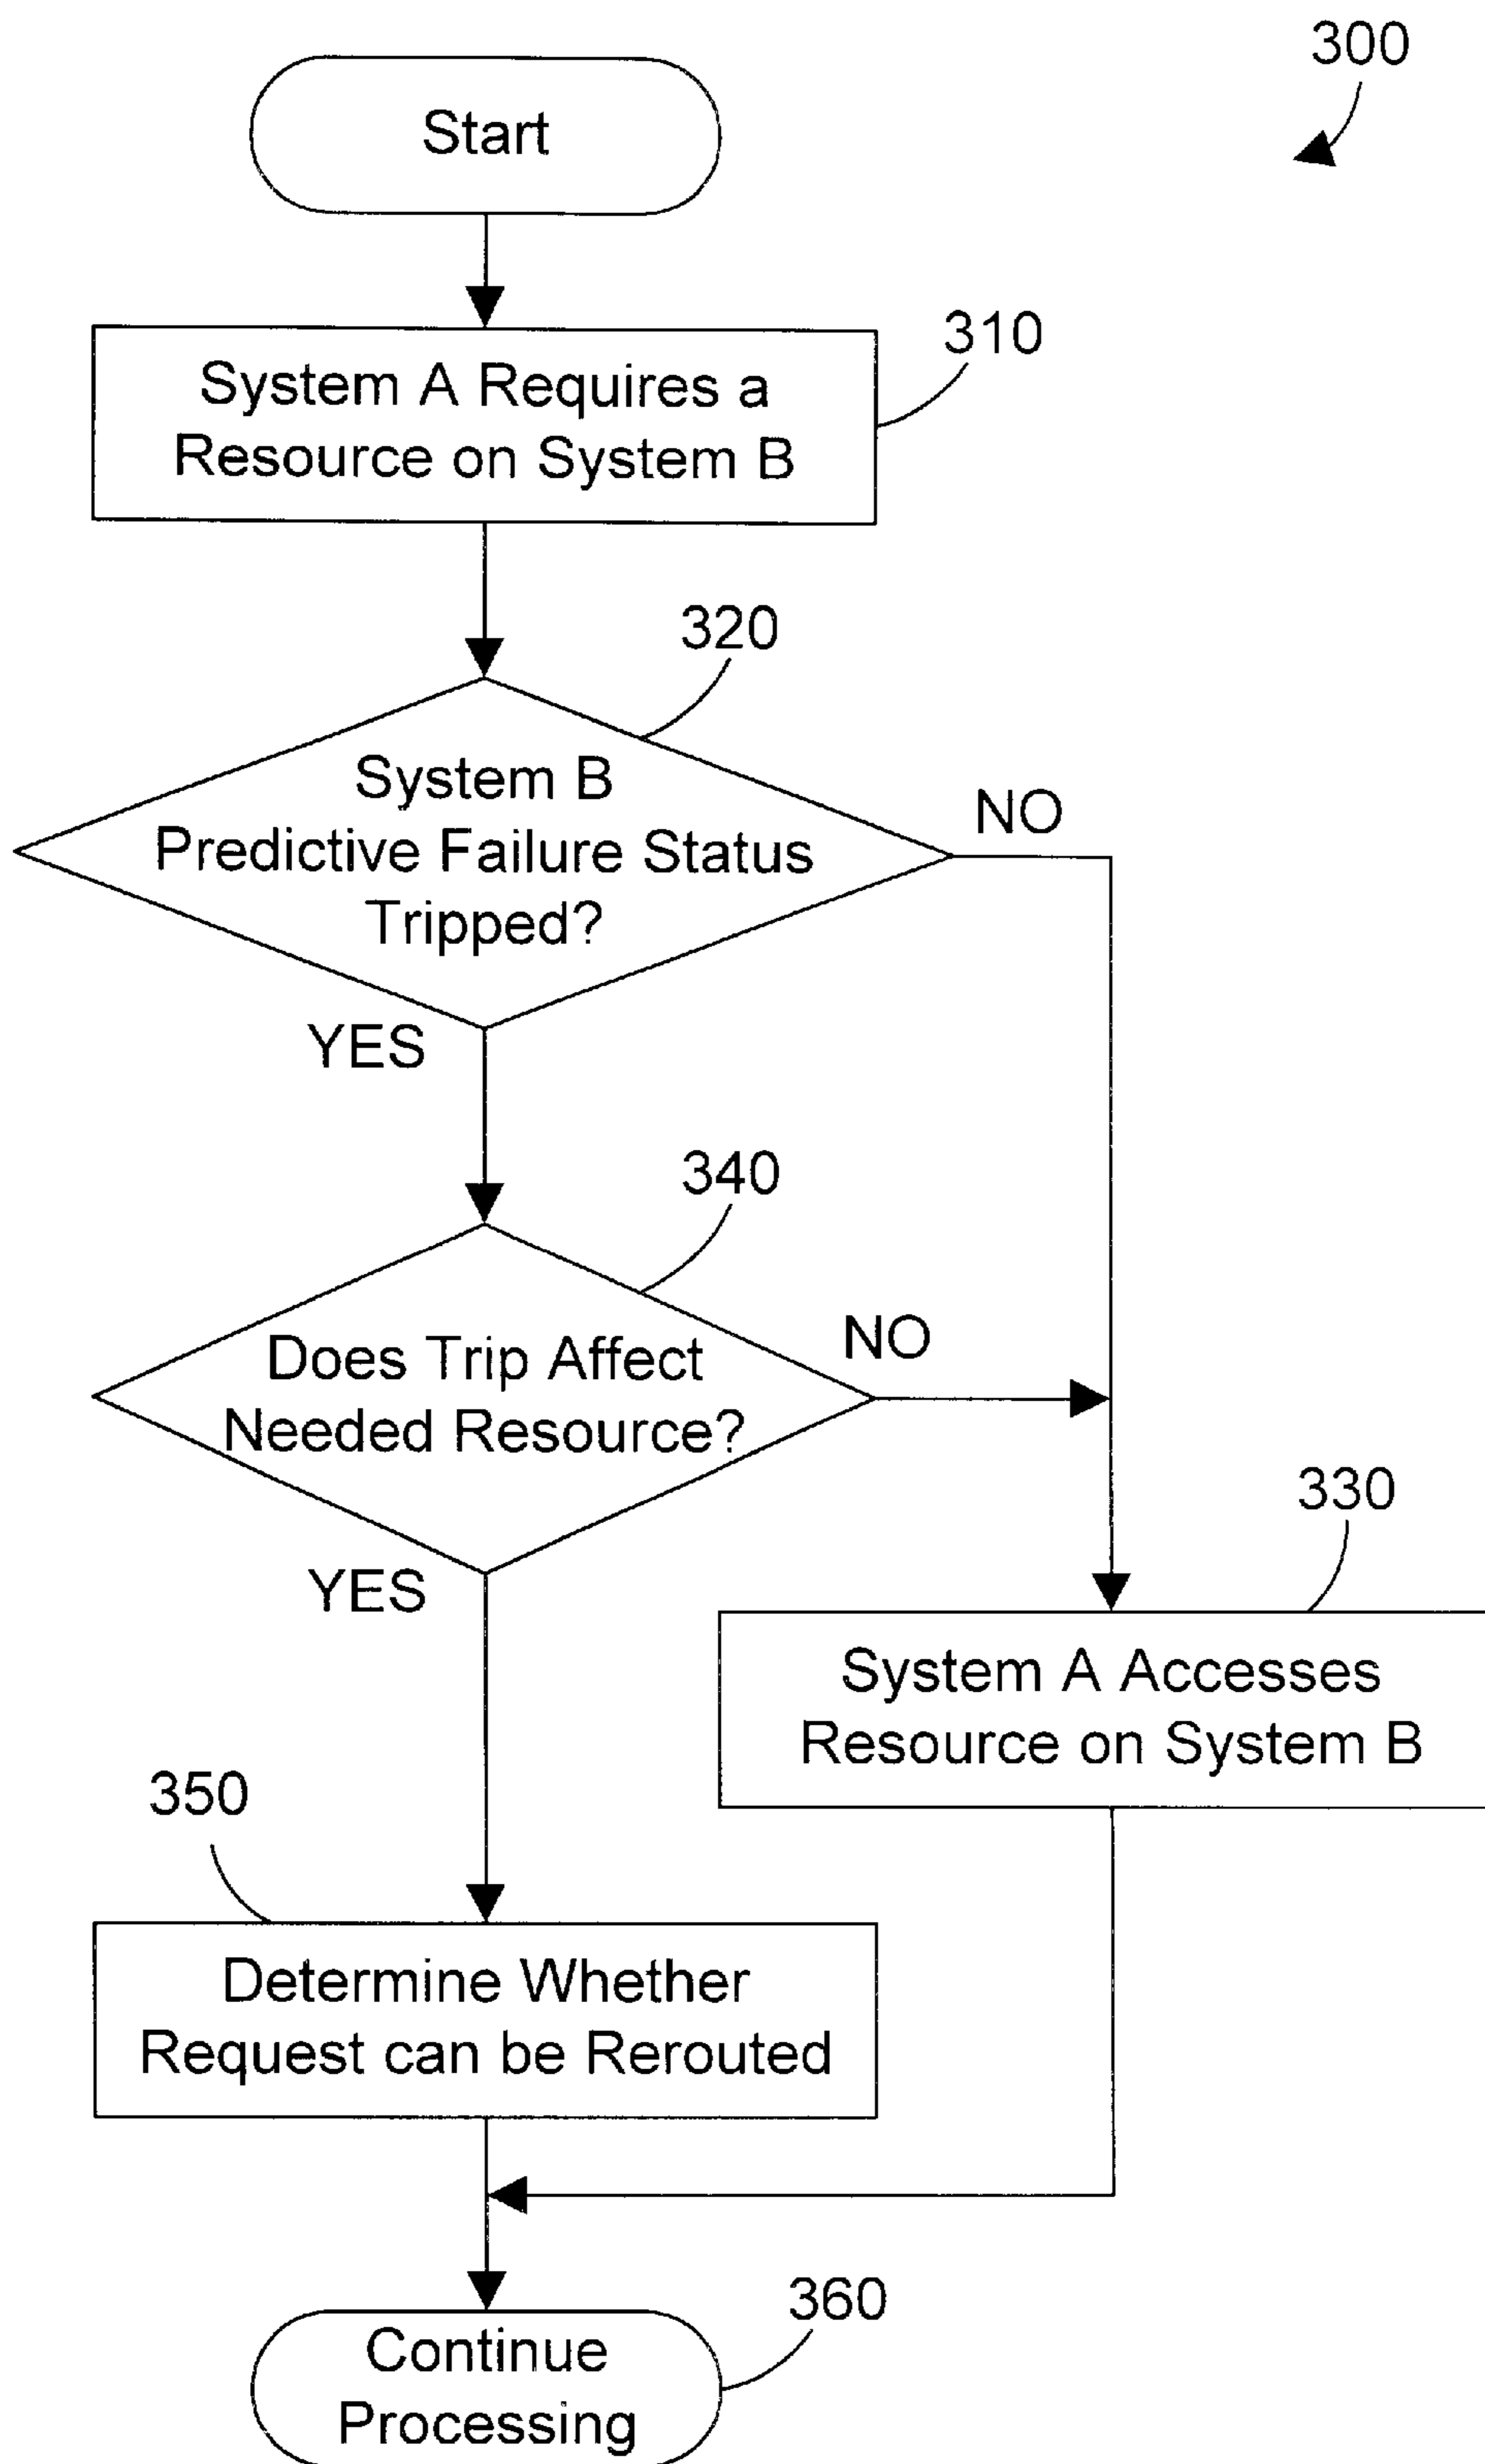 300
Start
310
System A Requires a
Resource on System B
320
System B
Predictive Failure Status
Tripped?
NO
YES
340
Does Trip Affect
Needed Resource?
NO
YES
330
System A Accesses
Resource on System B
350
Determine Whether
Request can be Rerouted
360
Continue
Processing